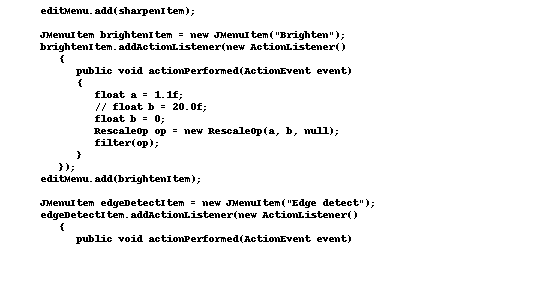 editMenu.add(sharpenItem);
JMenuItem brightenItem = new JMenuItem("Brighten");
brightenItem.addActionListener(new ActionListener()
{
public void actionPerformed(ActionEvent event)
{
float a = 1.1f;
// float b = 20.0f;
float b = 0;
RescaleOp op = new RescaleOp(a, b, null);
filter(op);
}
});
editMenu.add(brightenItem);
JMenuItem edgeDetectItem = new JMenuItem("Edge detect");
edgeDetectItem.addActionListener(new ActionListener()
{
public void actionPerformed(ActionEvent event)